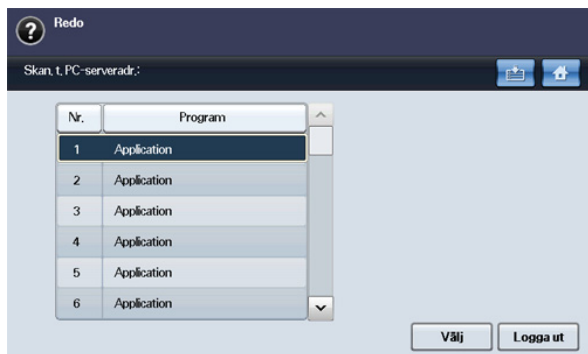 Redo
Skan. t. PC-serveradr.:
Nr. Program
1 Application
2 Application
3 Application
4 Application
5 Application
6 Application
Välj Logga ut